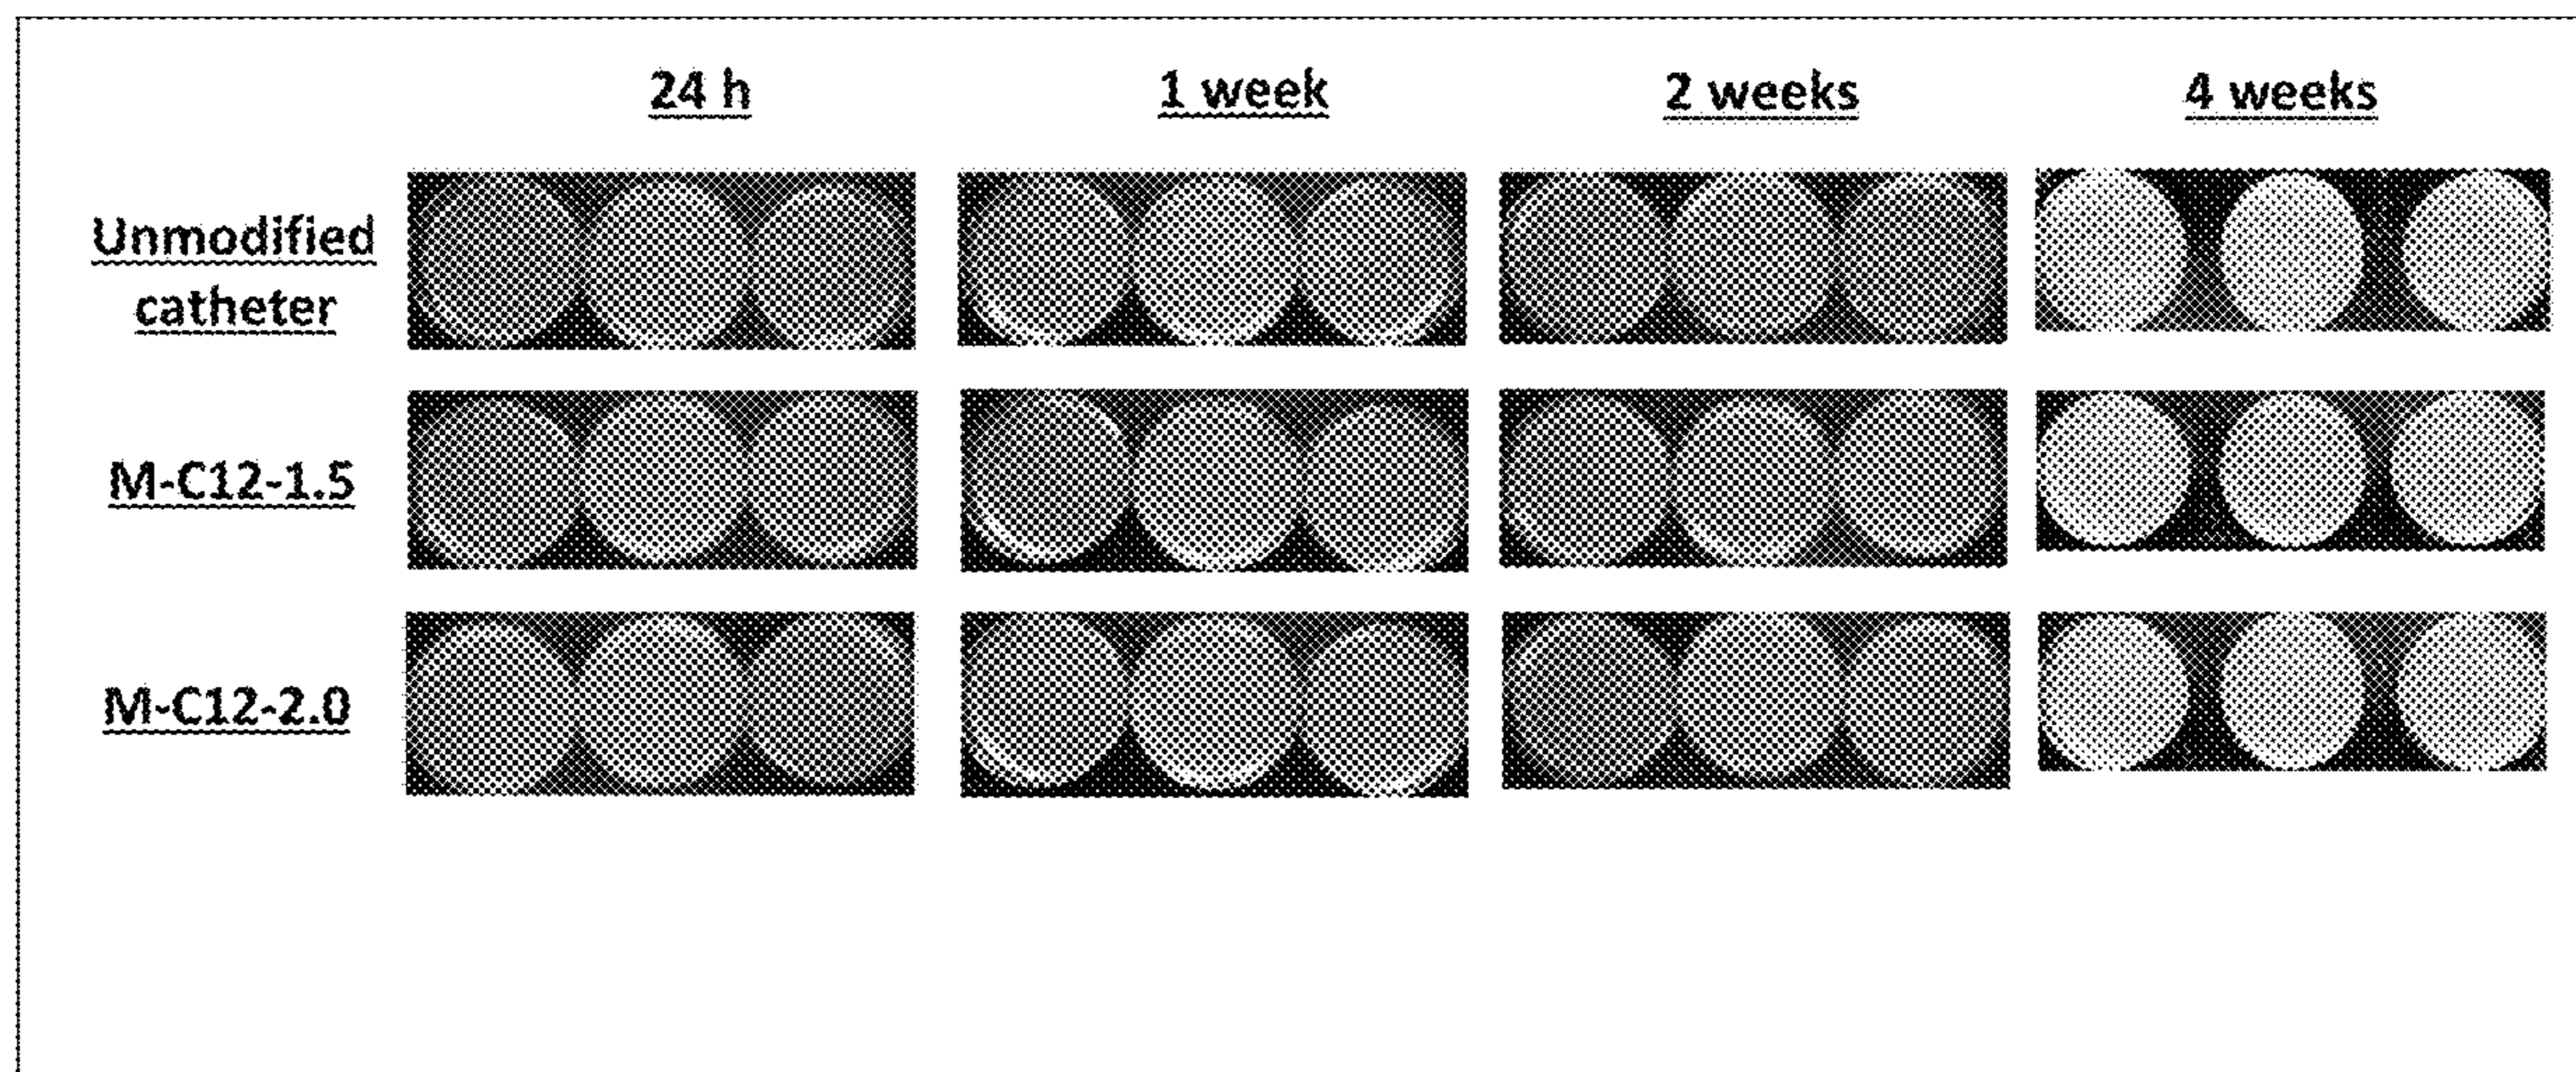 24 h 1 week 2 weeks 4 weeks
Unmodified
catheter
M-C12-1.5
M-C12-2.0